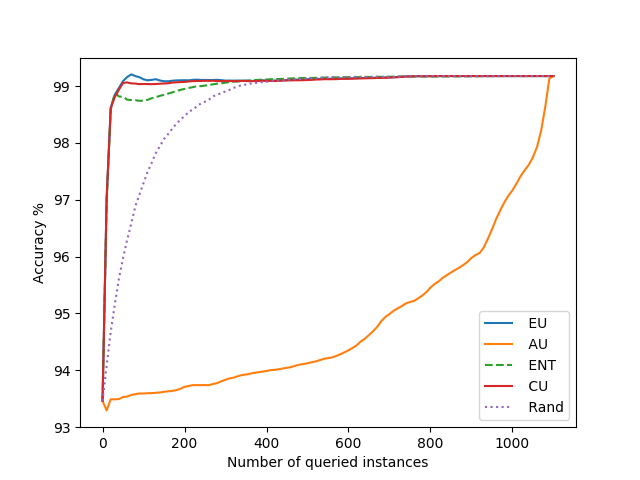 99
98
97
96
95
94
93
Accuracy %
0
200
400
600
800
1000
Number of queried instances
EU
AU
ENT
CU
Rand